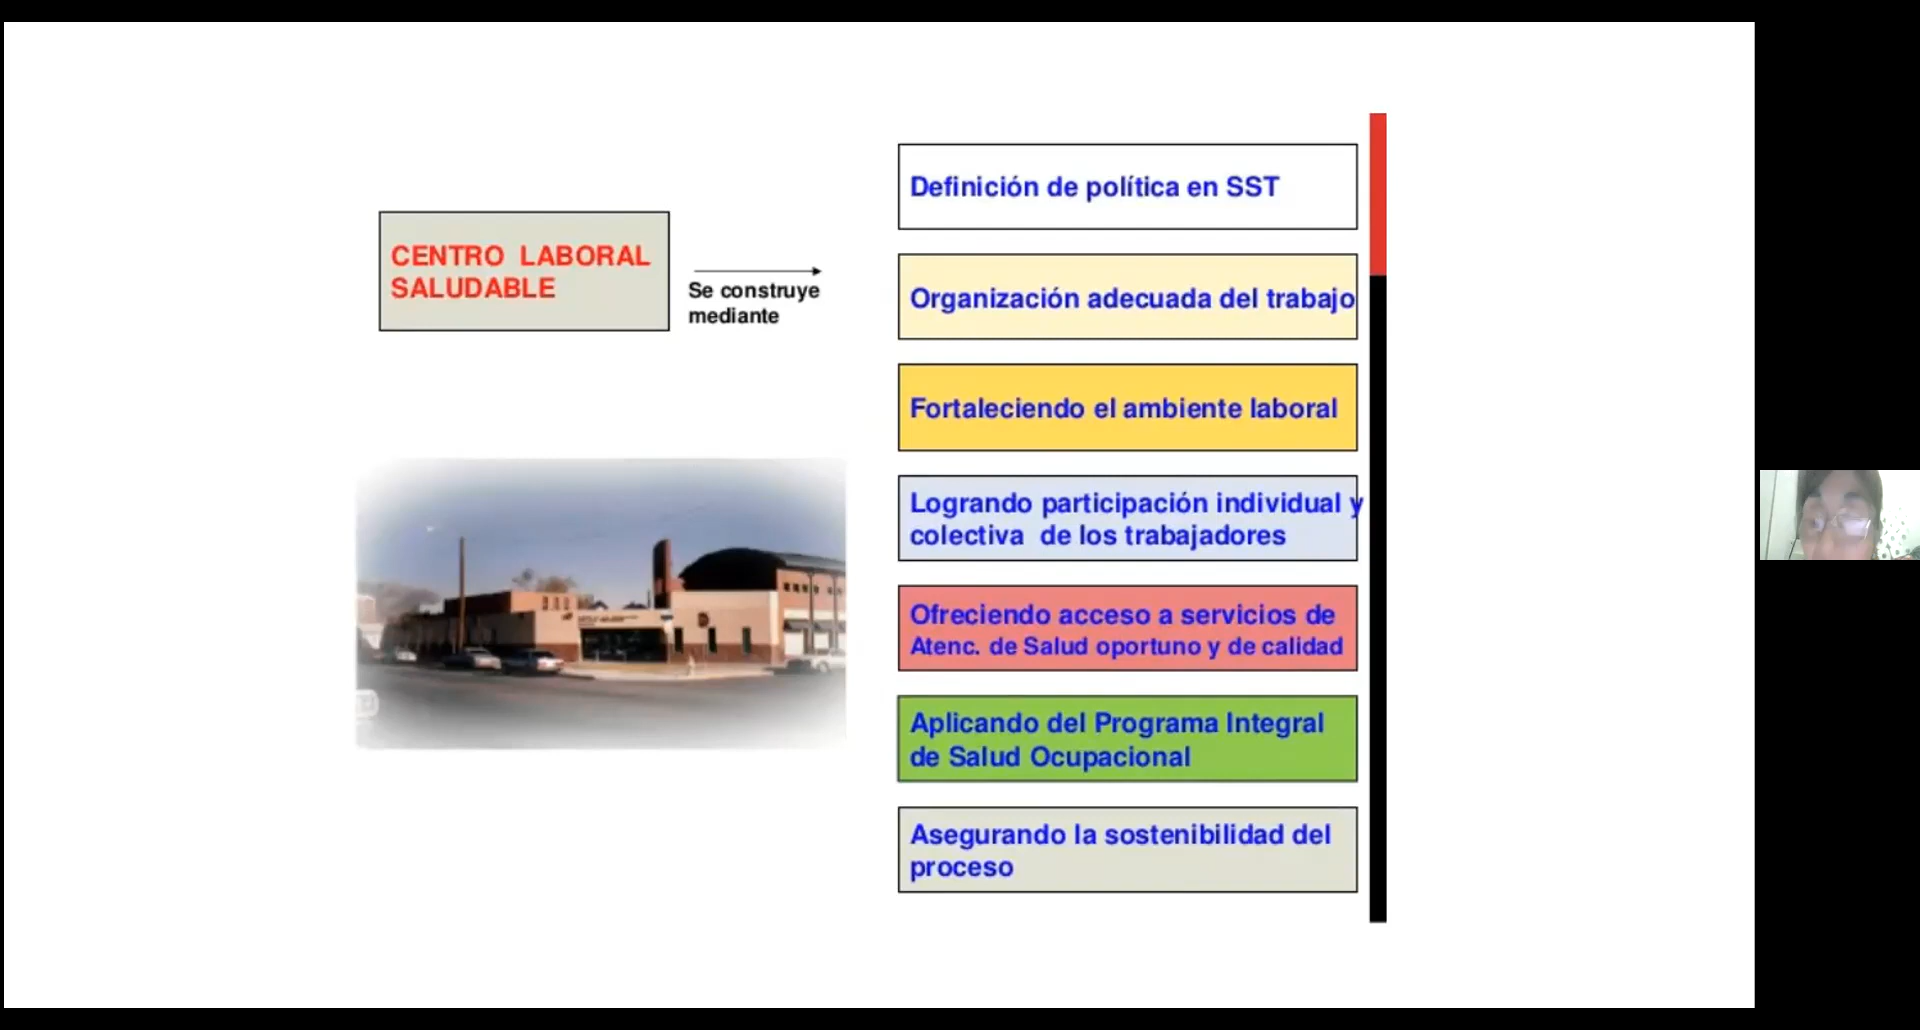 CENTRO LABORAL
SALUDABLE
Se construye
mediante
Definición de política en SST
Organización adecuada del trabajo
Fortaleciendo el ambiente laboral
Logrando participación individual y
colectiva de los trabajadores
Ofreciendo acceso a servicios de
Atenc. de Salud oportuno y de calidad
Aplicando del Programa Integral
de Salud Ocupacional
Asegurando la sostenibilidad del
proceso